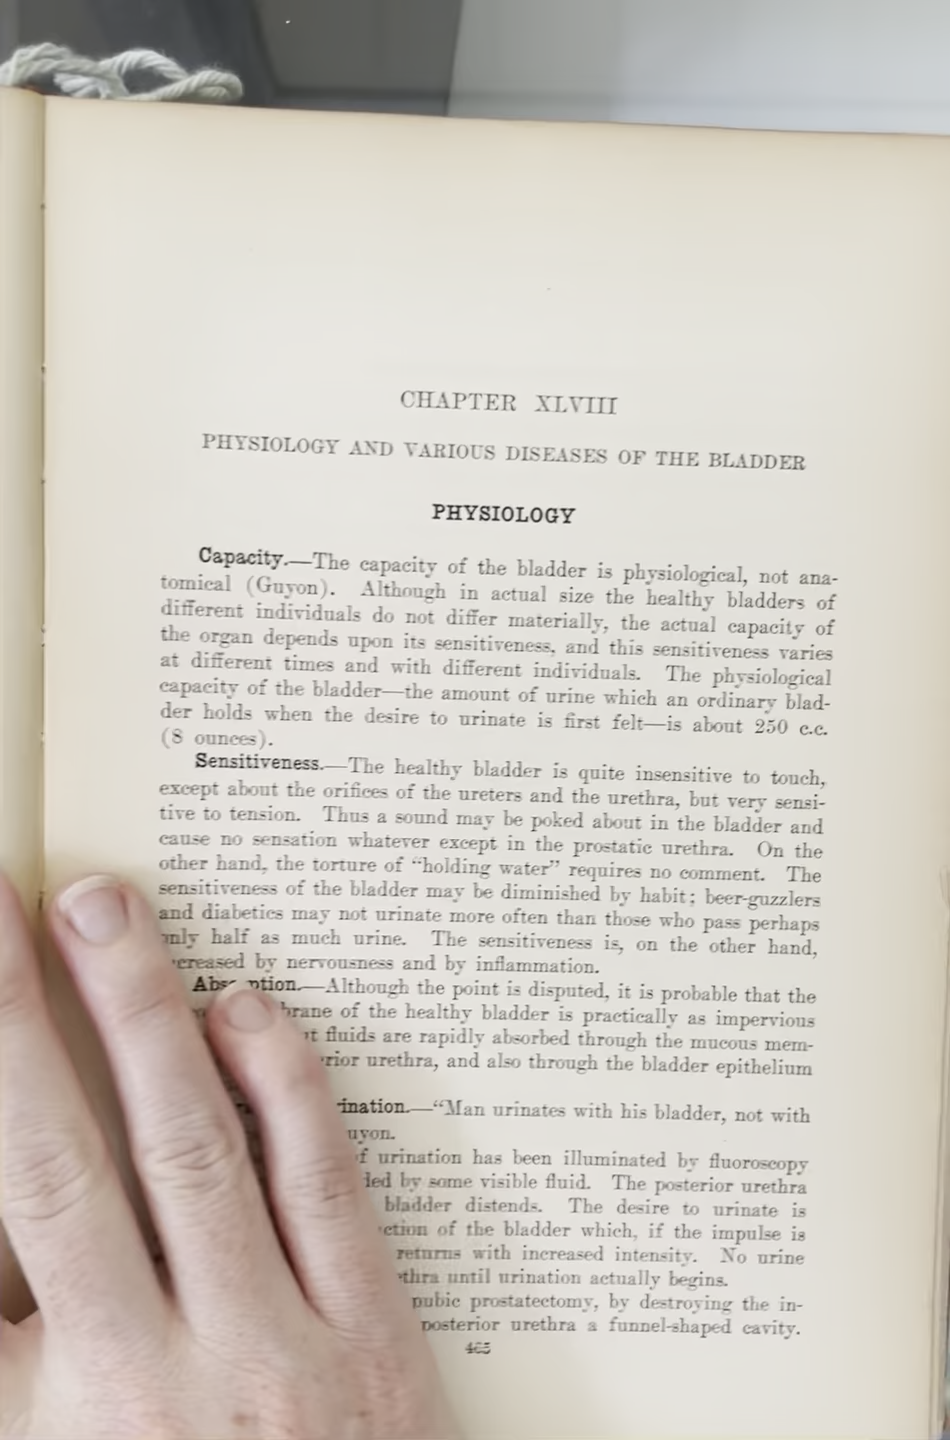 CHAPTER XLVIII
PHYSIOLOGY AND VARIOUS DISEASES OF THE BLADDER
PHYSIOLOGY
Capacity.—The capacity of the bladder is physiological, not ana-
tomical (Guyon). Although in actual size the healthy bladders of
different individuals do not differ materially, the actual capacity of
the organ depends upon its sensitiveness, and this sensitiveness varies
at different times and with different individuals. The physiological
capacity of the bladder—the amount of urine which an ordinary blad-
der holds when the desire to urinate is first felt—is about 250 c.c.
(8 ounces).
Sensitiveness.—The healthy bladder is quite insensitive to touch,
except about the orifices of the ureters and the urethra, but very sensi-
tive to tension. Thus a sound may be poked about in the bladder and
cause no sensation whatever except in the prostatic urethra. On the
other hand, the torture of “holding water” requires no comment. The
sensitiveness of the bladder may be diminished by habit; beer-guzzlers
and diabetics may not urinate more often than those who pass perhaps
only half as much urine. The sensitiveness is, on the other hand,
by nervousness and by inflammation.
Although the point is disputed, it is probable that the
of the healthy bladder is practically as impervious
fluids are rapidly absorbed through the mucous mem-
urethra, and also through the bladder epithelium
“Man urinates with his bladder, not with
urination has been illuminated by fluoroscopy
by some visible fluid. The posterior urethra
bladder distends. The desire to urinate is
of the bladder which, if the impulse is
returns with increased intensity. No urine
until urination actually begins.
pubic prostatectomy, by destroying the in-
posterior urethra a funnel-shaped cavity.
465